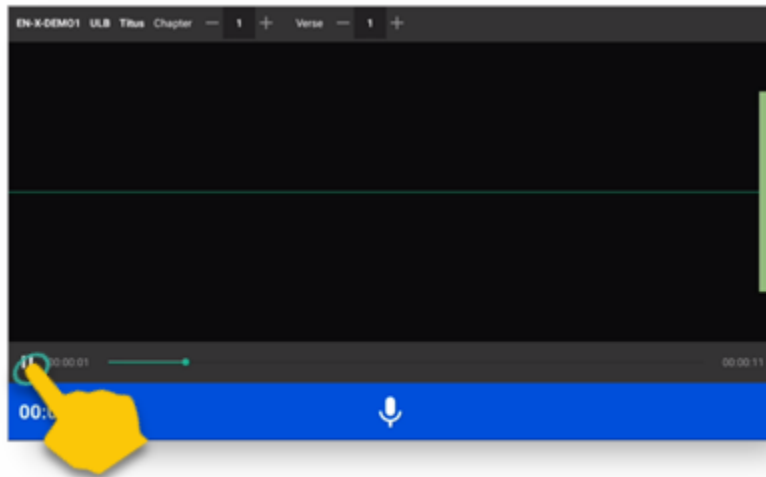 EN-X-DEMO1 ULB Titus Chapter — 1 + Verse — 1 +
00:00:01 00:00:11
00: